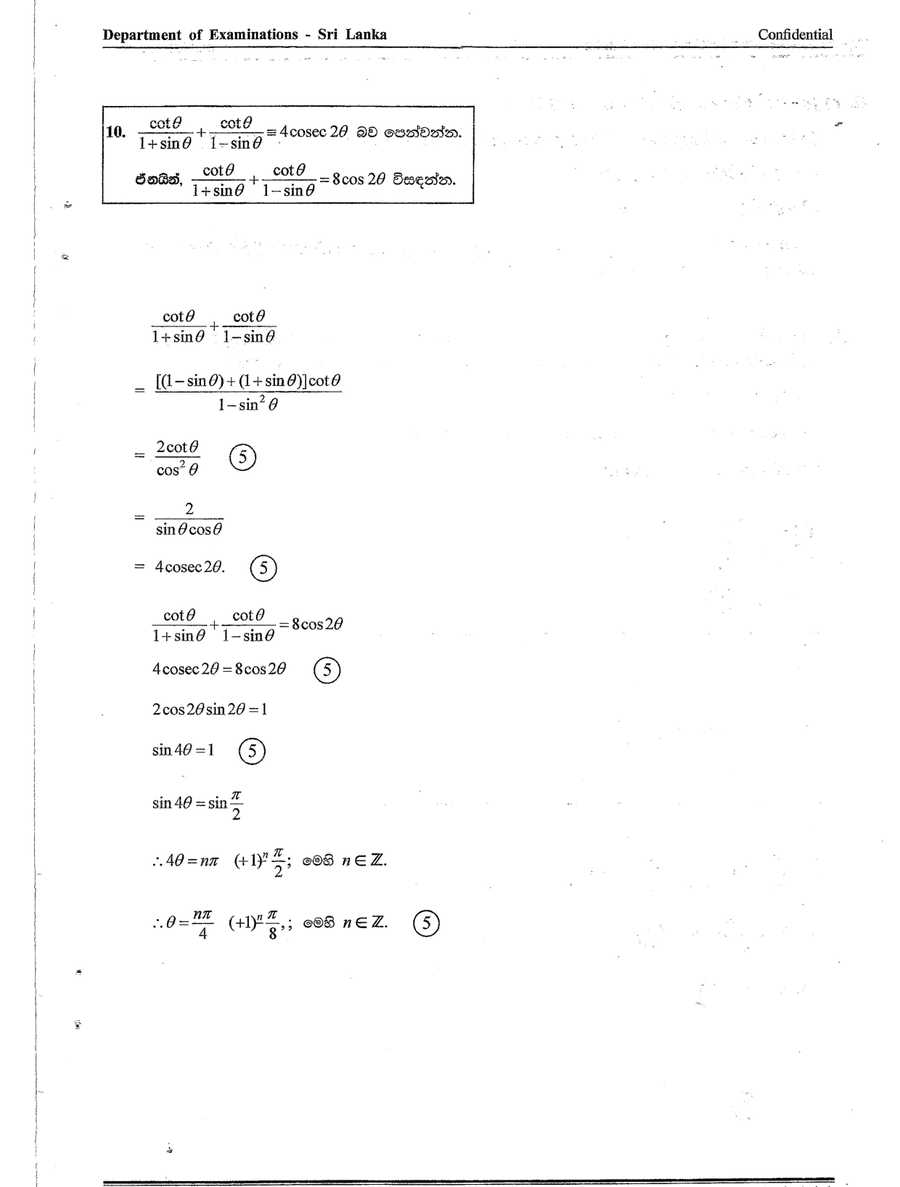 Department of Examinations - Sri Lanka Confidential
10. cotθ/(1+sinθ) + cotθ/(1−sinθ) ≡ 4cosec 2θ බව පෙන්වන්න.
ඒනයින්, cotθ/(1+sinθ) + cotθ/(1−sinθ) = 8cos 2θ විසඳන්න.
cotθ/(1+sinθ) + cotθ/(1−sinθ)
= [(1−sinθ)+(1+sinθ)]cotθ/(1−sin²θ)
= 2cotθ/cos²θ (5)
= 2/(sinθcosθ)
= 4cosec2θ. (5)
cotθ/(1+sinθ) + cotθ/(1−sinθ) = 8cos2θ
4cosec2θ = 8cos2θ (5)
2cos2θsin2θ = 1
sin4θ = 1 (5)
sin4θ = sin π/2
∴ 4θ = nπ (+1)ⁿ π/2; මෙහි n ∈ ℤ.
∴ θ = nπ/4 (+1)ⁿ π/8,; මෙහි n ∈ ℤ. (5)